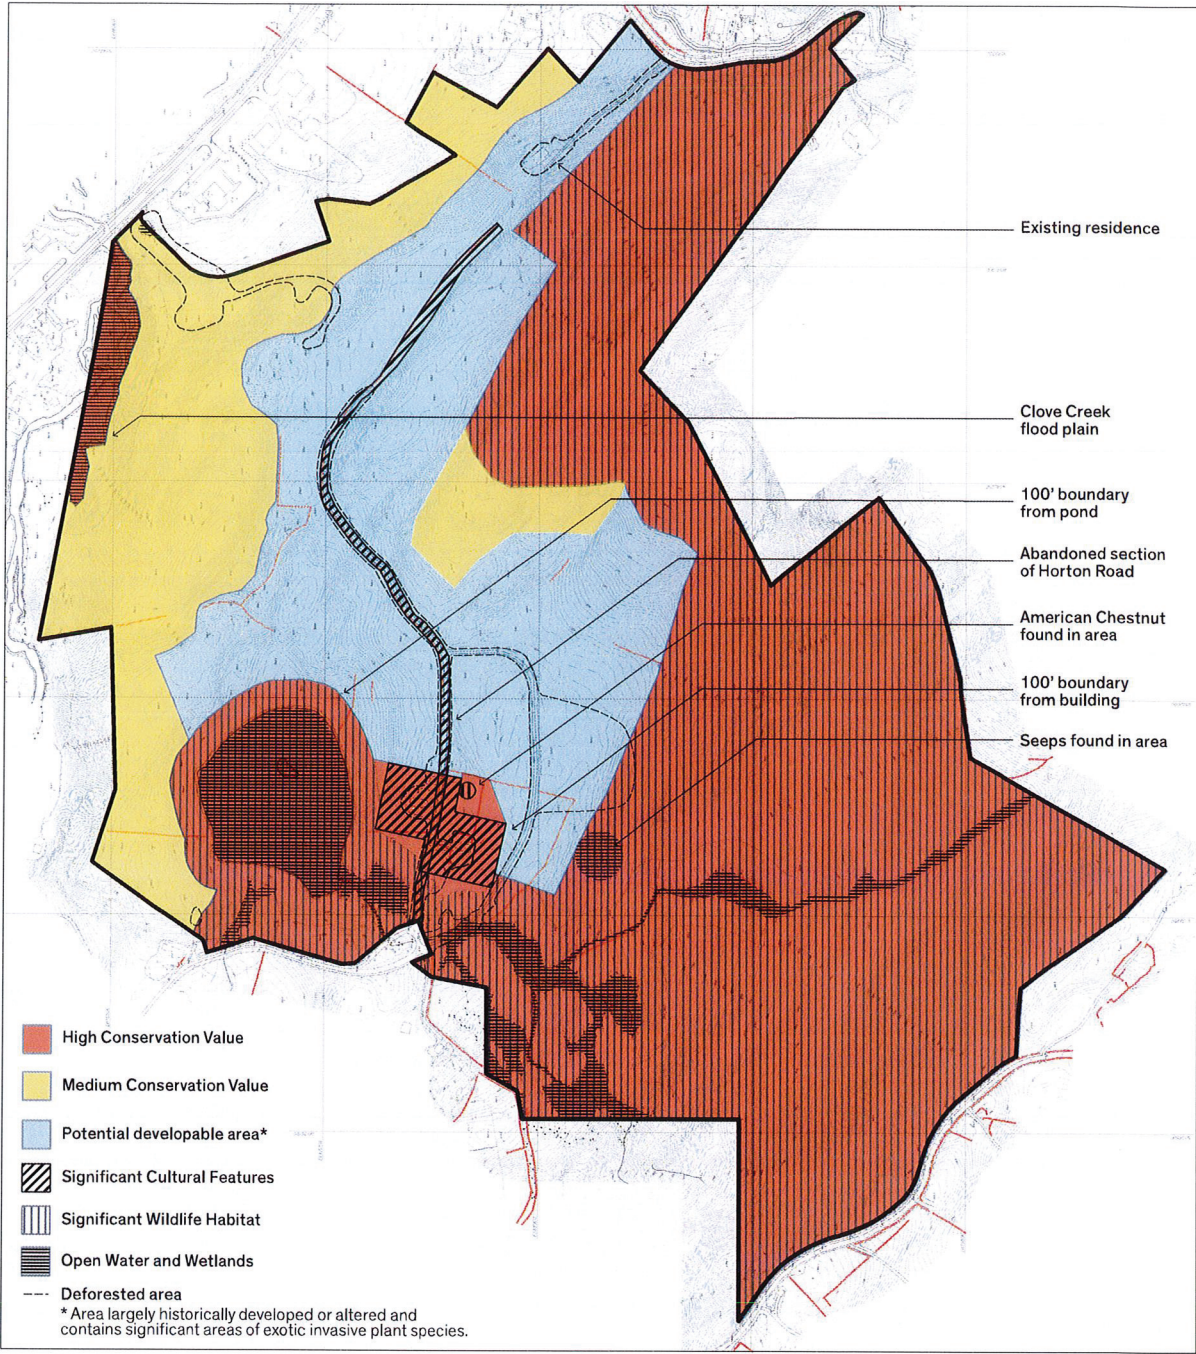 Existing residence
Clove Creek
flood plain
100' boundary
from pond
Abandoned section
of Horton Road
American Chestnut
found in area
100' boundary
from building
Seeps found in area
High Conservation Value
Medium Conservation Value
Potential developable area*
Significant Cultural Features
Significant Wildlife Habitat
Open Water and Wetlands
Deforested area
* Area largely historically developed or altered and
contains significant areas of exotic invasive plant species.